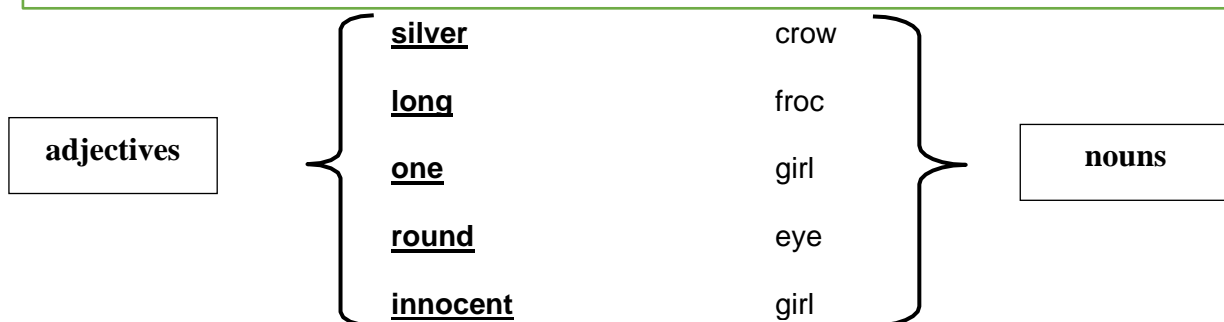 silver crow
long froc
adjectives one girl nouns
round eye
innocent girl